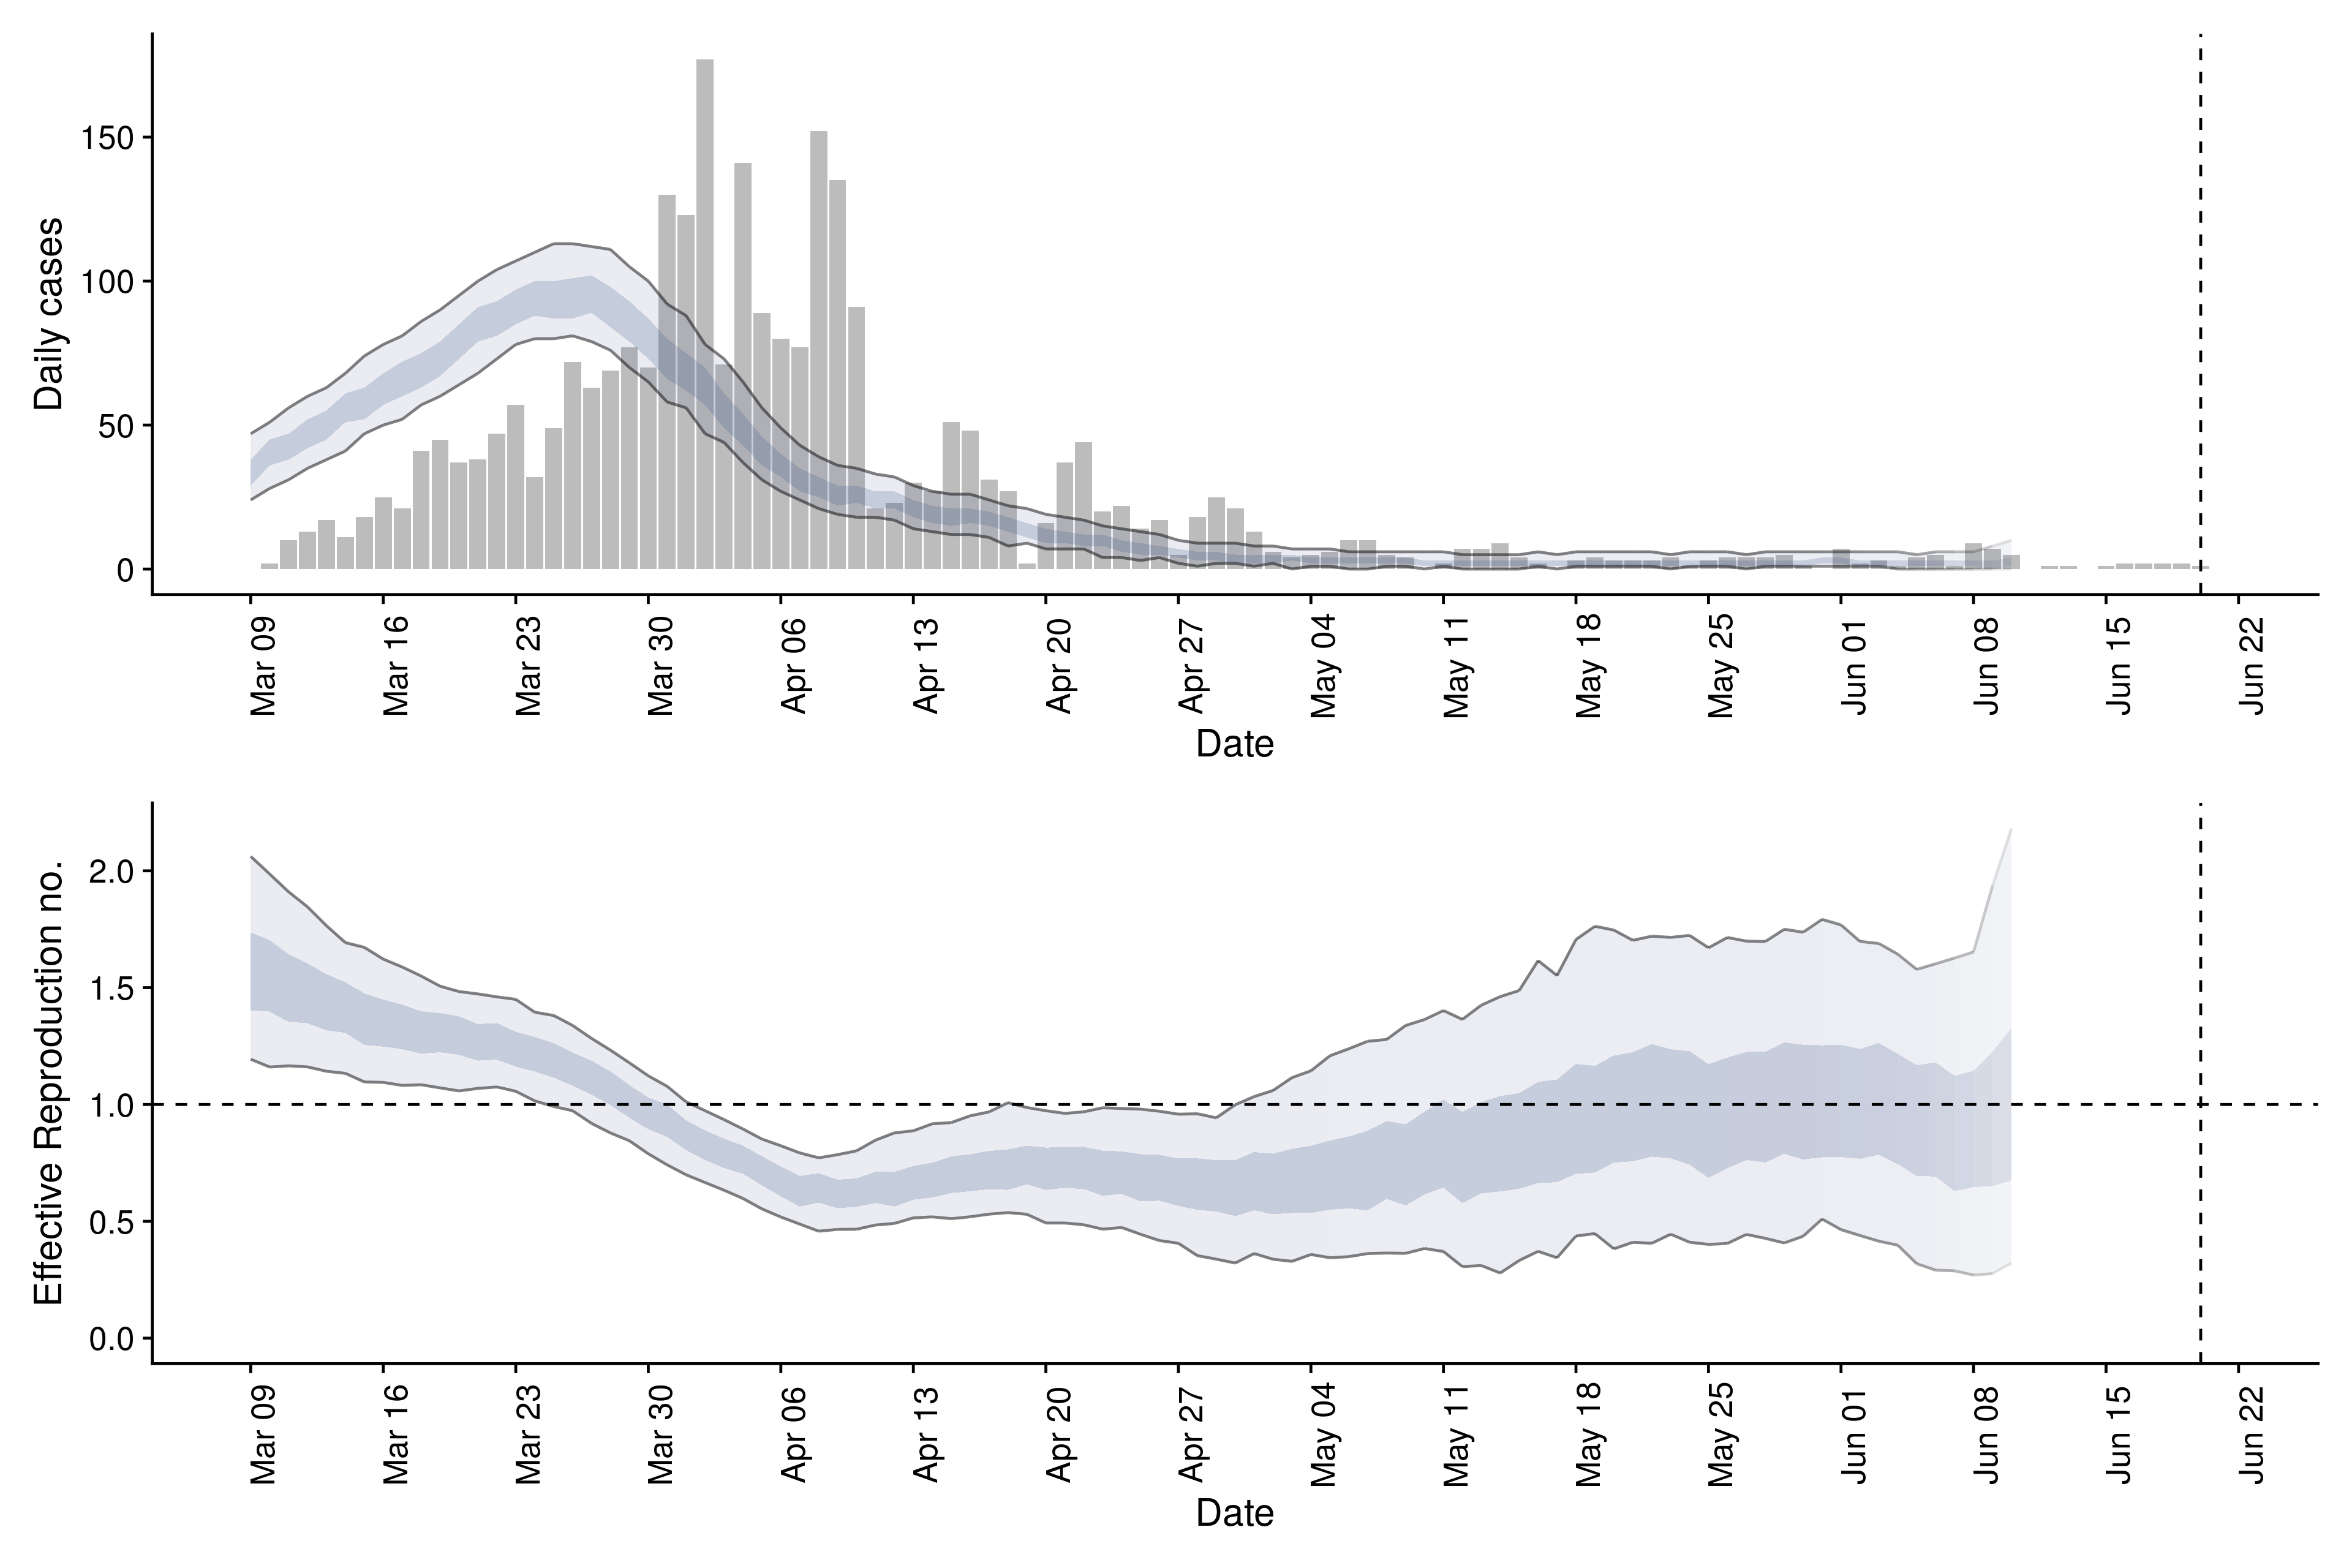 Daily cases
150
100
50
0
Mar 09
Mar 16
Mar 23
Mar 30
Apr 06
Apr 13
Apr 20
Apr 27
May 04
May 11
May 18
May 25
Jun 01
Jun 08
Jun 15
Jun 22
Date
Effective Reproduction no.
2.0
1.5
1.0
0.5
0.0
Mar 09
Mar 16
Mar 23
Mar 30
Apr 06
Apr 13
Apr 20
Apr 27
May 04
May 11
May 18
May 25
Jun 01
Jun 08
Jun 15
Jun 22
Date